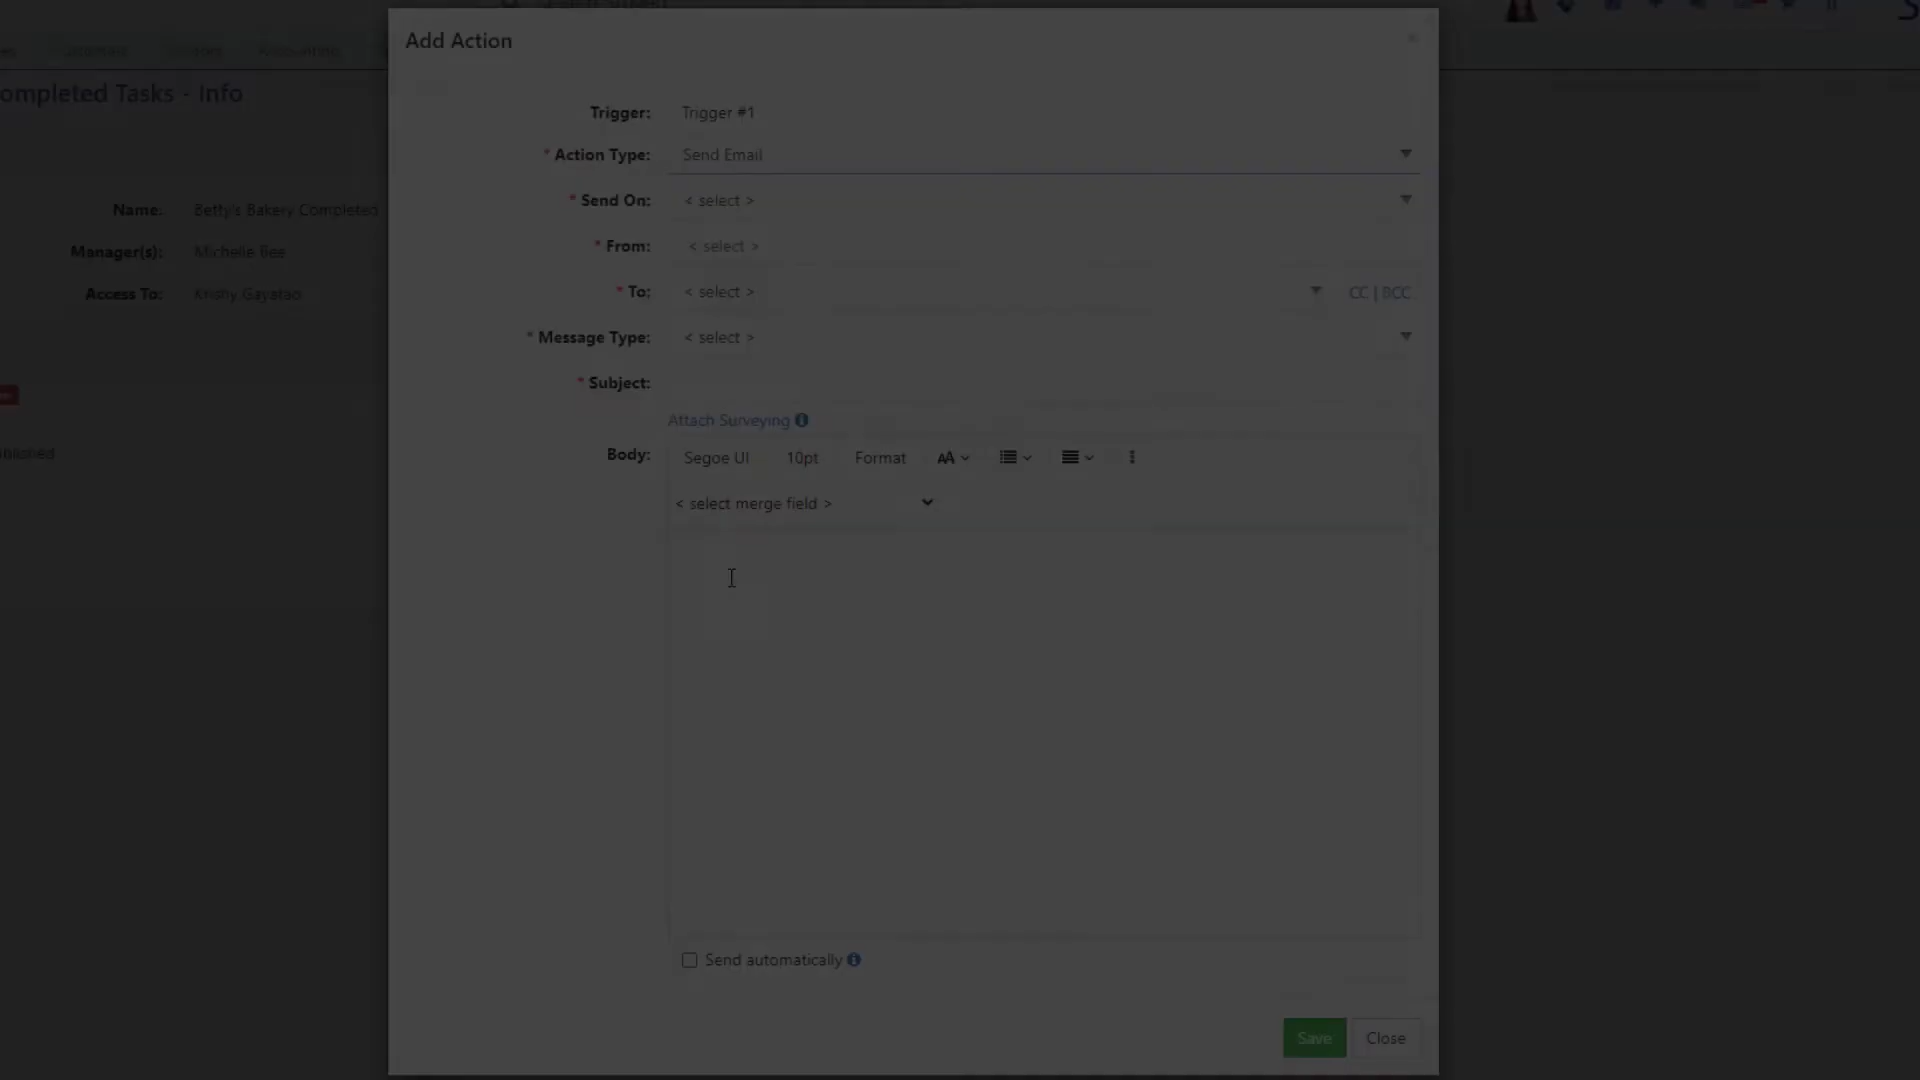 Add Action
×
Accounting
ompleted Tasks - Info
Trigger: Trigger #1
* Action Type: Send Email
* Send On: < select >
Name: Betty's Bakery Completed
* From: < select >
Manager(s): Michelle Bee
* To: < select > CC | BCC
Access To: Krishy Gayatao
* Message Type: < select >
* Subject:
Attach Surveying
Body: Segoe UI 10pt Format AA
< select merge field >
Send automatically
Save Close